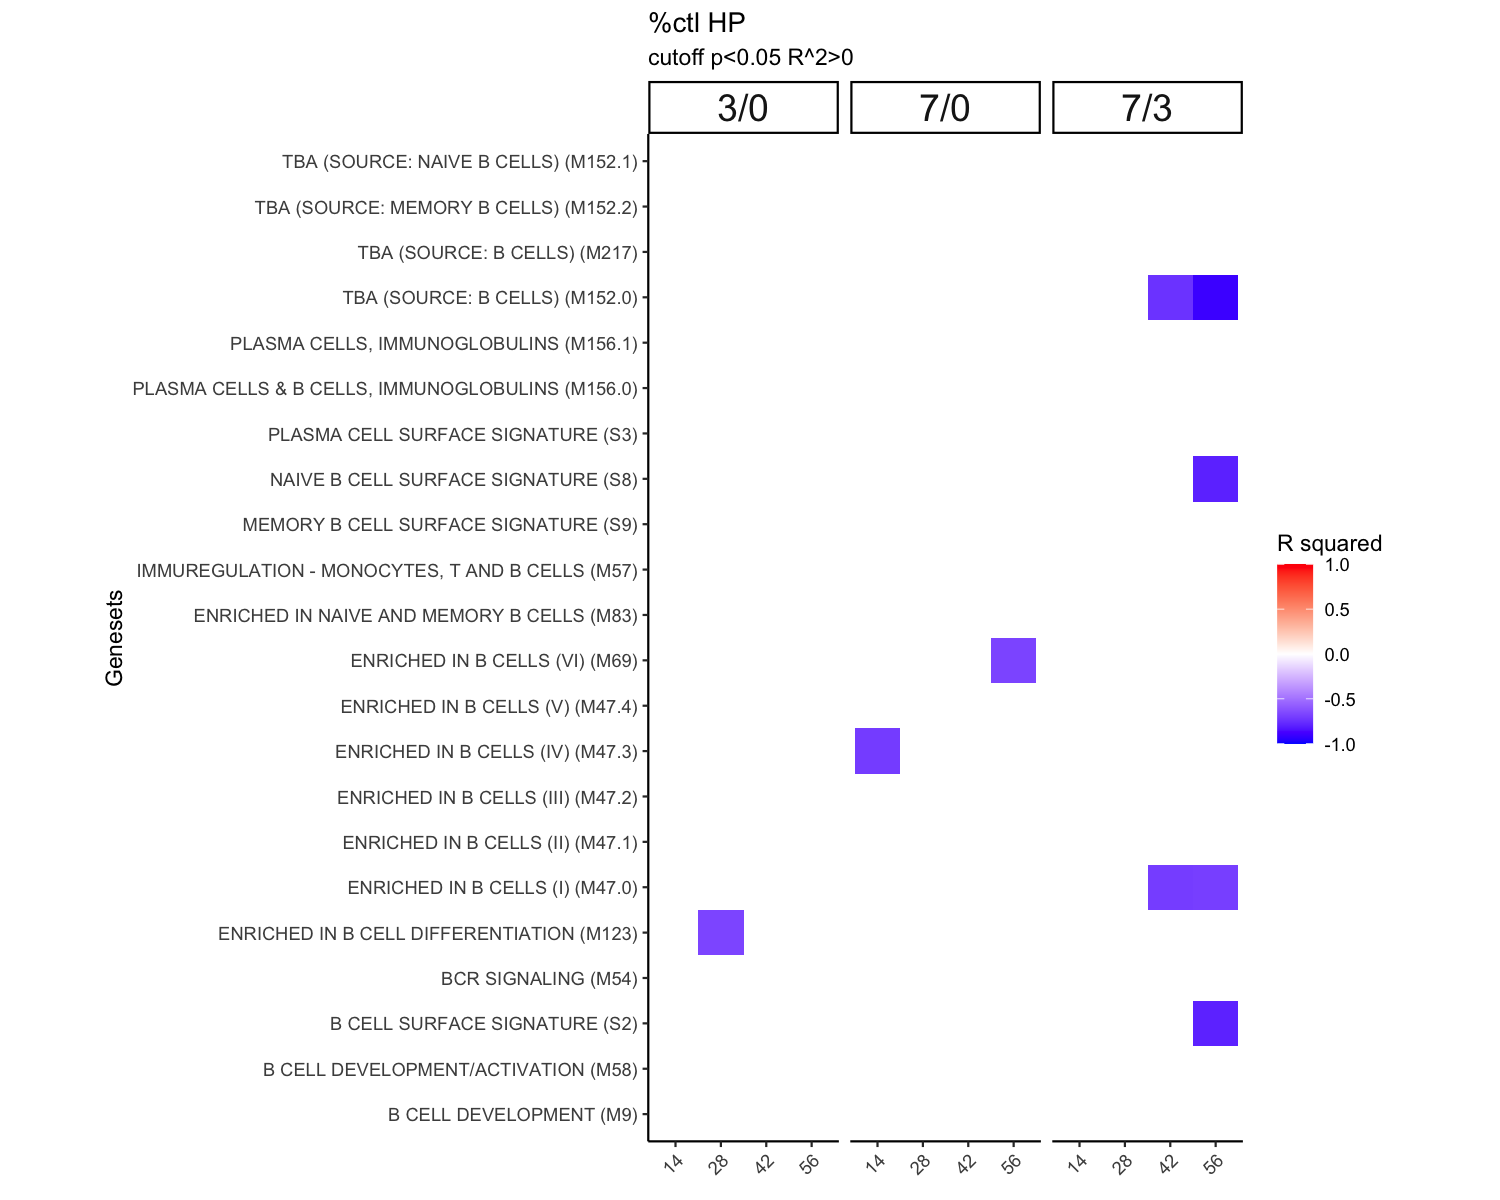 %ctl HP
cutoff p<0.05 R^2>0
3/0 7/0 7/3
TBA (SOURCE: NAIVE B CELLS) (M152.1)
TBA (SOURCE: MEMORY B CELLS) (M152.2)
TBA (SOURCE: B CELLS) (M217)
TBA (SOURCE: B CELLS) (M152.0)
PLASMA CELLS, IMMUNOGLOBULINS (M156.1)
PLASMA CELLS & B CELLS, IMMUNOGLOBULINS (M156.0)
PLASMA CELL SURFACE SIGNATURE (S3)
NAIVE B CELL SURFACE SIGNATURE (S8)
MEMORY B CELL SURFACE SIGNATURE (S9)
IMMUREGULATION - MONOCYTES, T AND B CELLS (M57)
ENRICHED IN NAIVE AND MEMORY B CELLS (M83)
ENRICHED IN B CELLS (VI) (M69)
ENRICHED IN B CELLS (V) (M47.4)
ENRICHED IN B CELLS (IV) (M47.3)
ENRICHED IN B CELLS (III) (M47.2)
ENRICHED IN B CELLS (II) (M47.1)
ENRICHED IN B CELLS (I) (M47.0)
ENRICHED IN B CELL DIFFERENTIATION (M123)
BCR SIGNALING (M54)
B CELL SURFACE SIGNATURE (S2)
B CELL DEVELOPMENT/ACTIVATION (M58)
B CELL DEVELOPMENT (M9)
Genesets
14 28 42 56 14 28 42 56 14 28 42 56
R squared
1.0
0.5
0.0
-0.5
-1.0